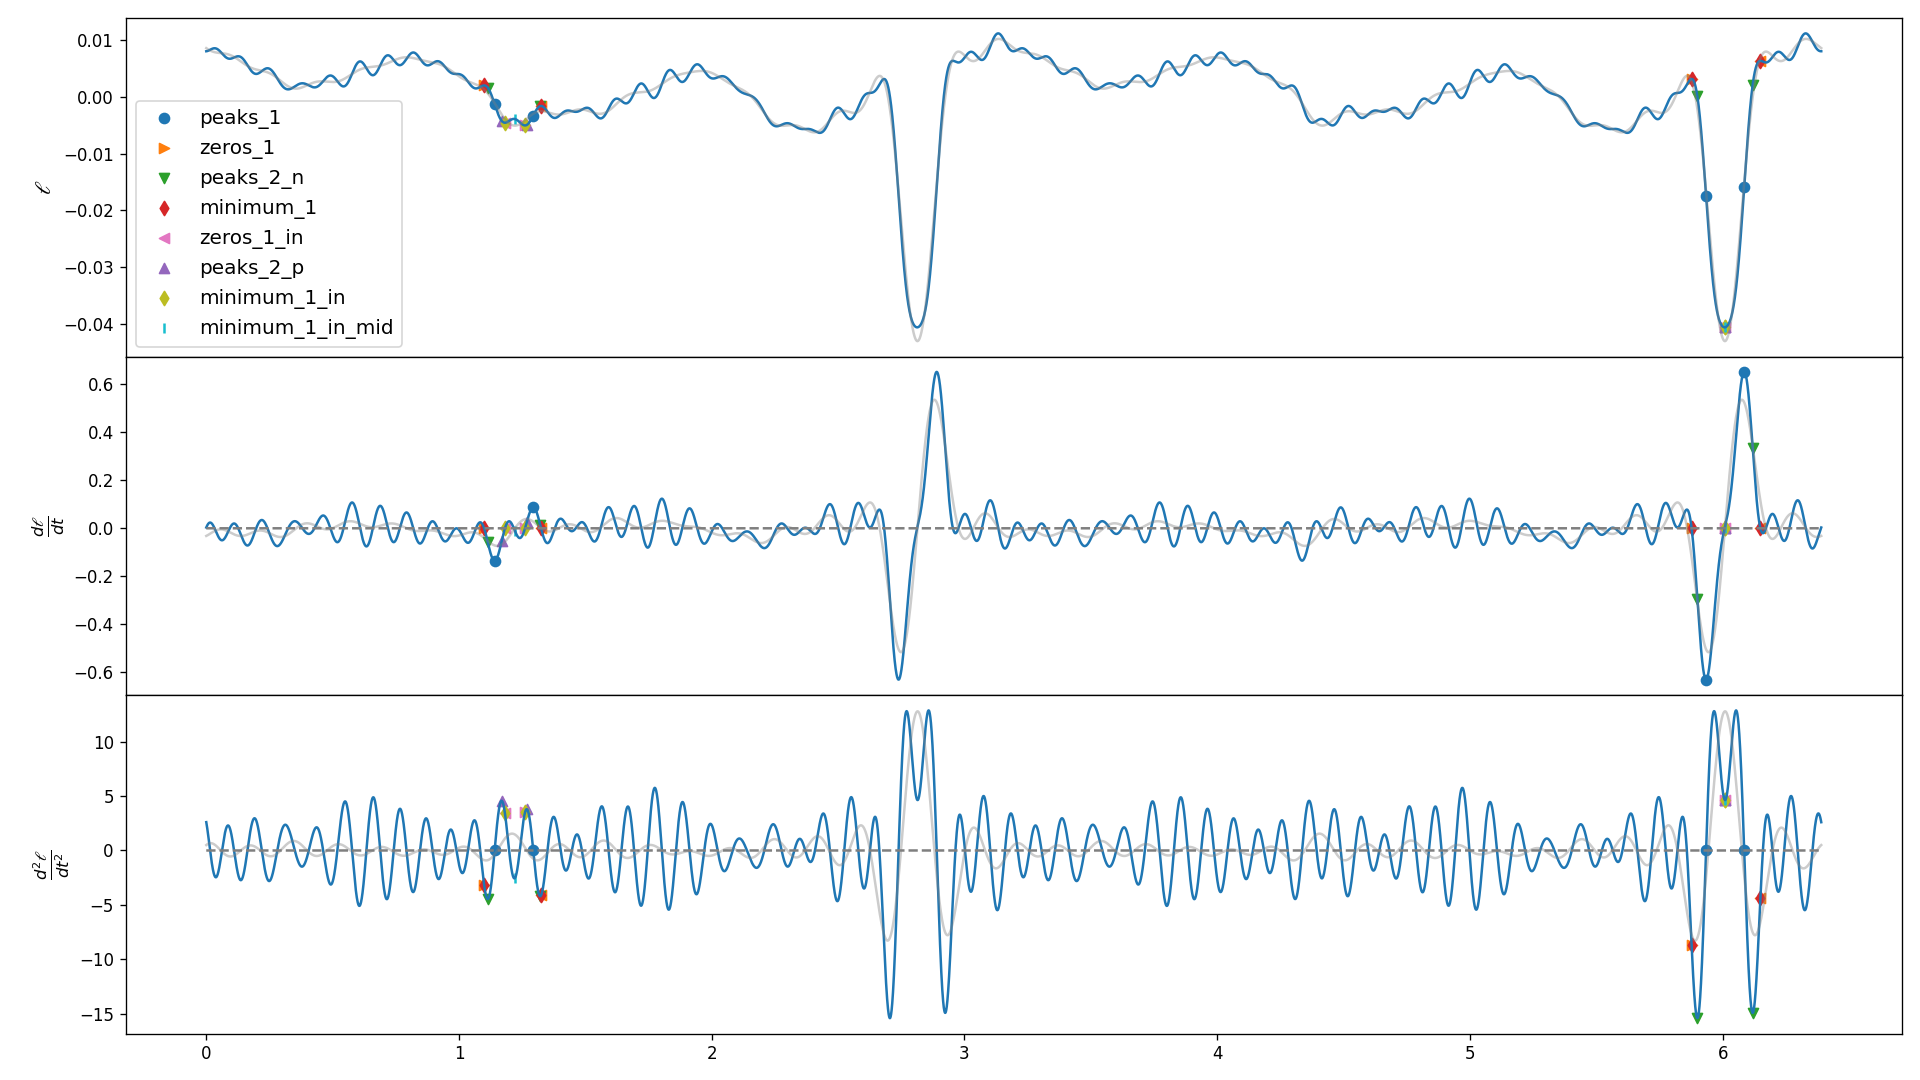 0.01
0.00
−0.01
−0.02
−0.03
−0.04
ℓ
peaks_1
zeros_1
peaks_2_n
minimum_1
zeros_1_in
peaks_2_p
minimum_1_in
minimum_1_in_mid
0.6
0.4
0.2
0.0
−0.2
−0.4
−0.6
dℓ
dt
10
5
0
−5
−10
−15
d²ℓ
dt²
0 1 2 3 4 5 6